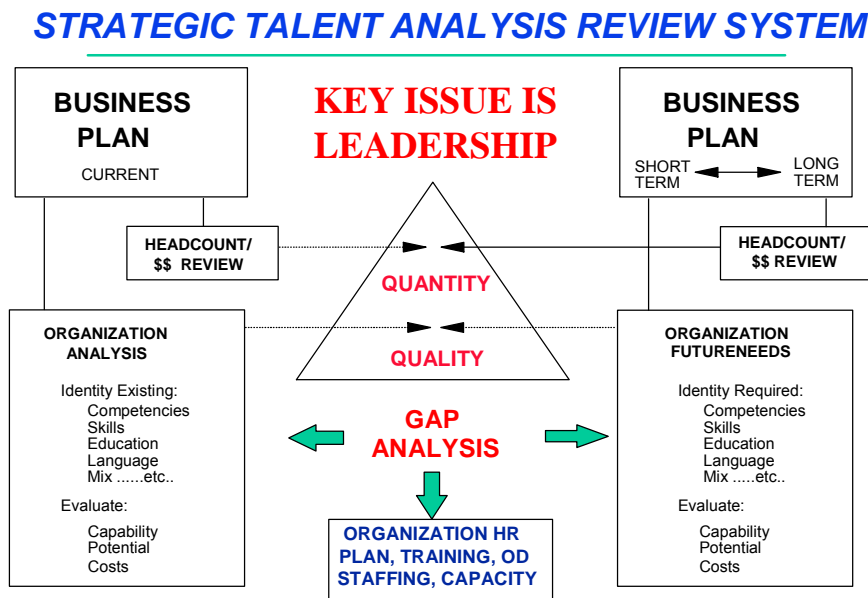 STRATEGIC TALENT ANALYSIS REVIEW SYSTEM
BUSINESS
PLAN
CURRENT
KEY ISSUE IS
LEADERSHIP
BUSINESS
PLAN
SHORT
TERM
LONG
TERM
HEADCOUNT/
$$ REVIEW
HEADCOUNT/
$$ REVIEW
QUANTITY
QUALITY
ORGANIZATION
ANALYSIS
Identity Existing:
Competencies
Skills
Education
Language
Mix .....etc..
Evaluate:
Capability
Potential
Costs
ORGANIZATION
FUTURENEEDS
Identity Required:
Competencies
Skills
Education
Language
Mix .....etc..
Evaluate:
Capability
Potential
Costs
GAP
ANALYSIS
ORGANIZATION HR
PLAN, TRAINING, OD
STAFFING, CAPACITY